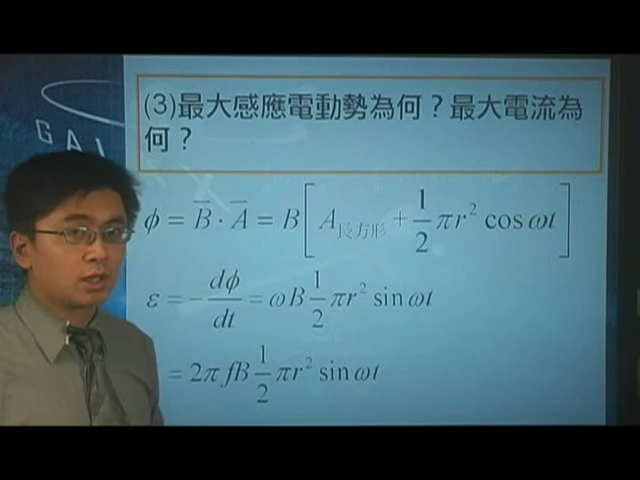 (3)最大感應電動勢為何？最大電流為
何？
GAL
ϕ = B̅ · A̅ = B[A長方形 + 1/2 πr² cos ωt]
ε = −dϕ/dt = ωB 1/2 πr² sin ωt
= 2πfB 1/2 πr² sin ωt